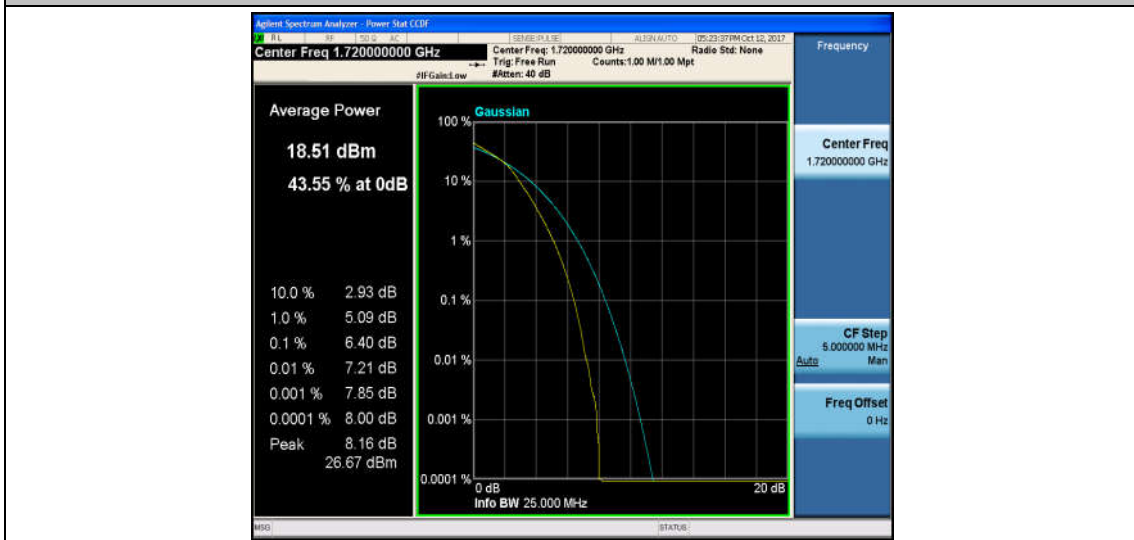 Agilent Spectrum Analyzer - Power Stat CCDF
RL RF 50 Ω AC SENSE:PULSE ALIGN AUTO 05:23:37 PM Oct 12, 2017
Center Freq 1.720000000 GHz
Center Freq: 1.720000000 GHz Radio Std: None
Trig: Free Run Counts:1.00 M/1.00 Mpt
#IFGain:Low #Atten: 40 dB
Frequency
Average Power
18.51 dBm
43.55 % at 0dB
10.0 % 2.93 dB
1.0 % 5.09 dB
0.1 % 6.40 dB
0.01 % 7.21 dB
0.001 % 7.85 dB
0.0001 % 8.00 dB
Peak 8.16 dB
26.67 dBm
Gaussian
100 %
10 %
1 %
0.1 %
0.01 %
0.001 %
0.0001 %
0 dB 20 dB
Info BW 25.000 MHz
Center Freq
1.720000000 GHz
CF Step
5.000000 MHz
Auto Man
Freq Offset
0 Hz
MSG STATUS